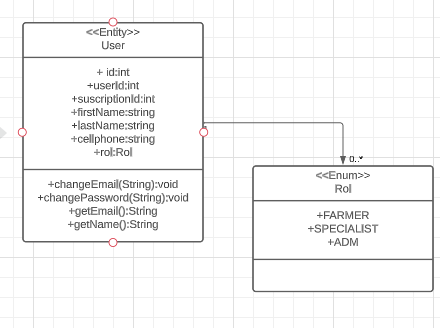 <<Entity>>
User
+ id:int
+userId:int
+suscriptionId:int
+firstName:string
+lastName:string
+cellphone:string
+rol:Rol
+changeEmail(String):void
+changePassword(String):void
+getEmail():String
+getName():String
0..*
<<Enum>>
Rol
+FARMER
+SPECIALIST
+ADM